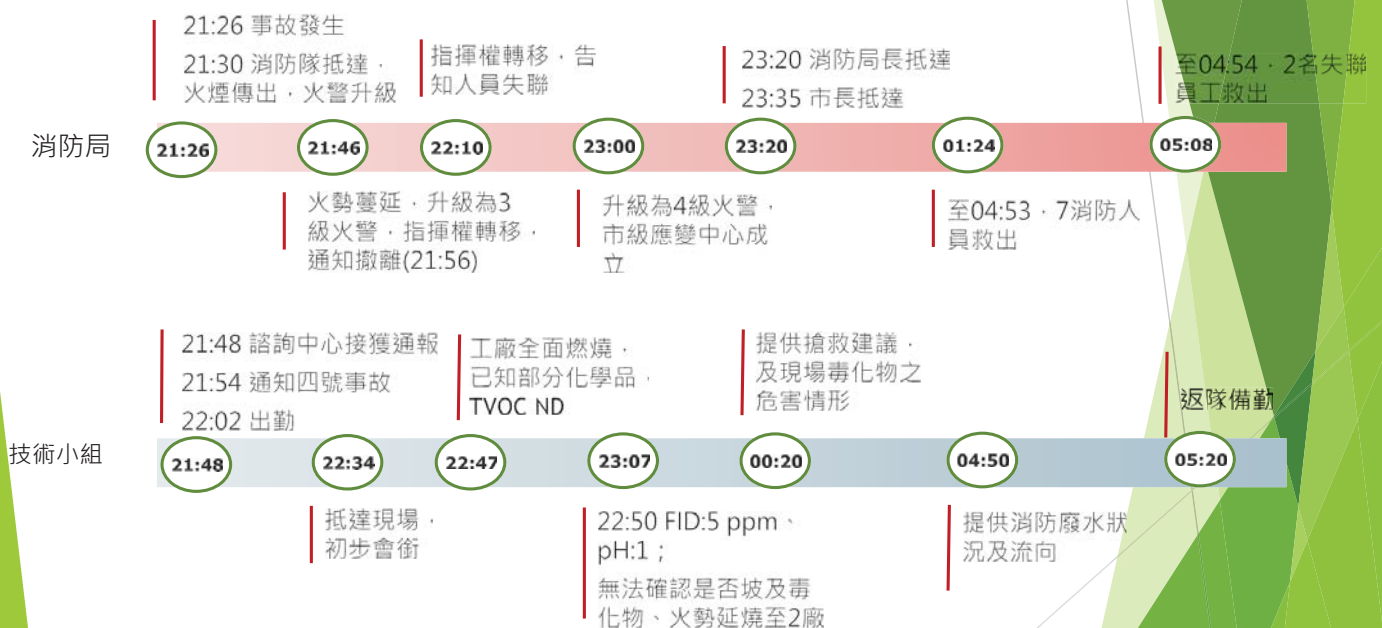 21:26 事故發生
21:30 消防隊抵達，
火煙傳出，火警升級
指揮權轉移，告
知人員失聯
23:20 消防局長抵達
23:35 市長抵達
至04:54，2名失聯
員工救出
消防局
21:26
21:46
22:10
23:00
23:20
01:24
05:08
火勢蔓延，升級為3
級火警，指揮權轉移，
通知撤離(21:56)
升級為4級火警，
市級應變中心成
立
至04:53，7消防人
員救出
21:48 諮詢中心接獲通報
21:54 通知四號事故
22:02 出勤
工廠全面燃燒，
已知部分化學品，
TVOC ND
提供搶救建議，
及現場毒化物之
危害情形
返隊備勤
技術小組
21:48
22:34
22:47
23:07
00:20
04:50
05:20
抵達現場，
初步會銜
22:50 FID:5 ppm、
pH:1；
無法確認是否坡及毒
化物、火勢延燒至2廠
提供消防廢水狀
況及流向